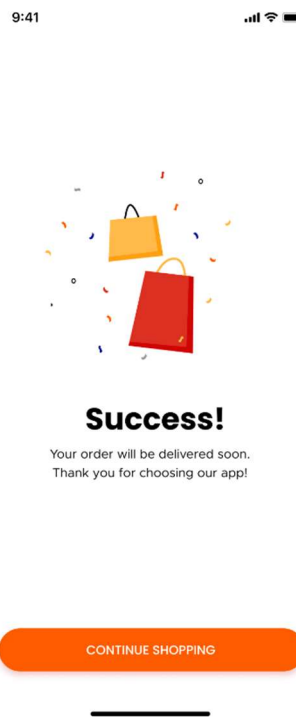 9:41
Success!
Your order will be delivered soon.
Thank you for choosing our app!
CONTINUE SHOPPING